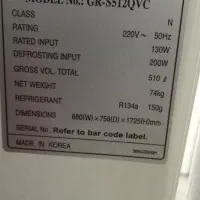 MODEL No.: GR-S512QVC
CLASS N
RATING 220V~ 50Hz
RATED INPUT 130W
DEFROSTING INPUT 200W
GROSS VOL. TOTAL 510 ℓ
NET WEIGHT 74kg
REFRIGERANT R134a 150g
DIMENSIONS 680(W) × 758(D) × 1725(H)mm
SERIAL No. Refer to bar code label.
MADE IN KOREA